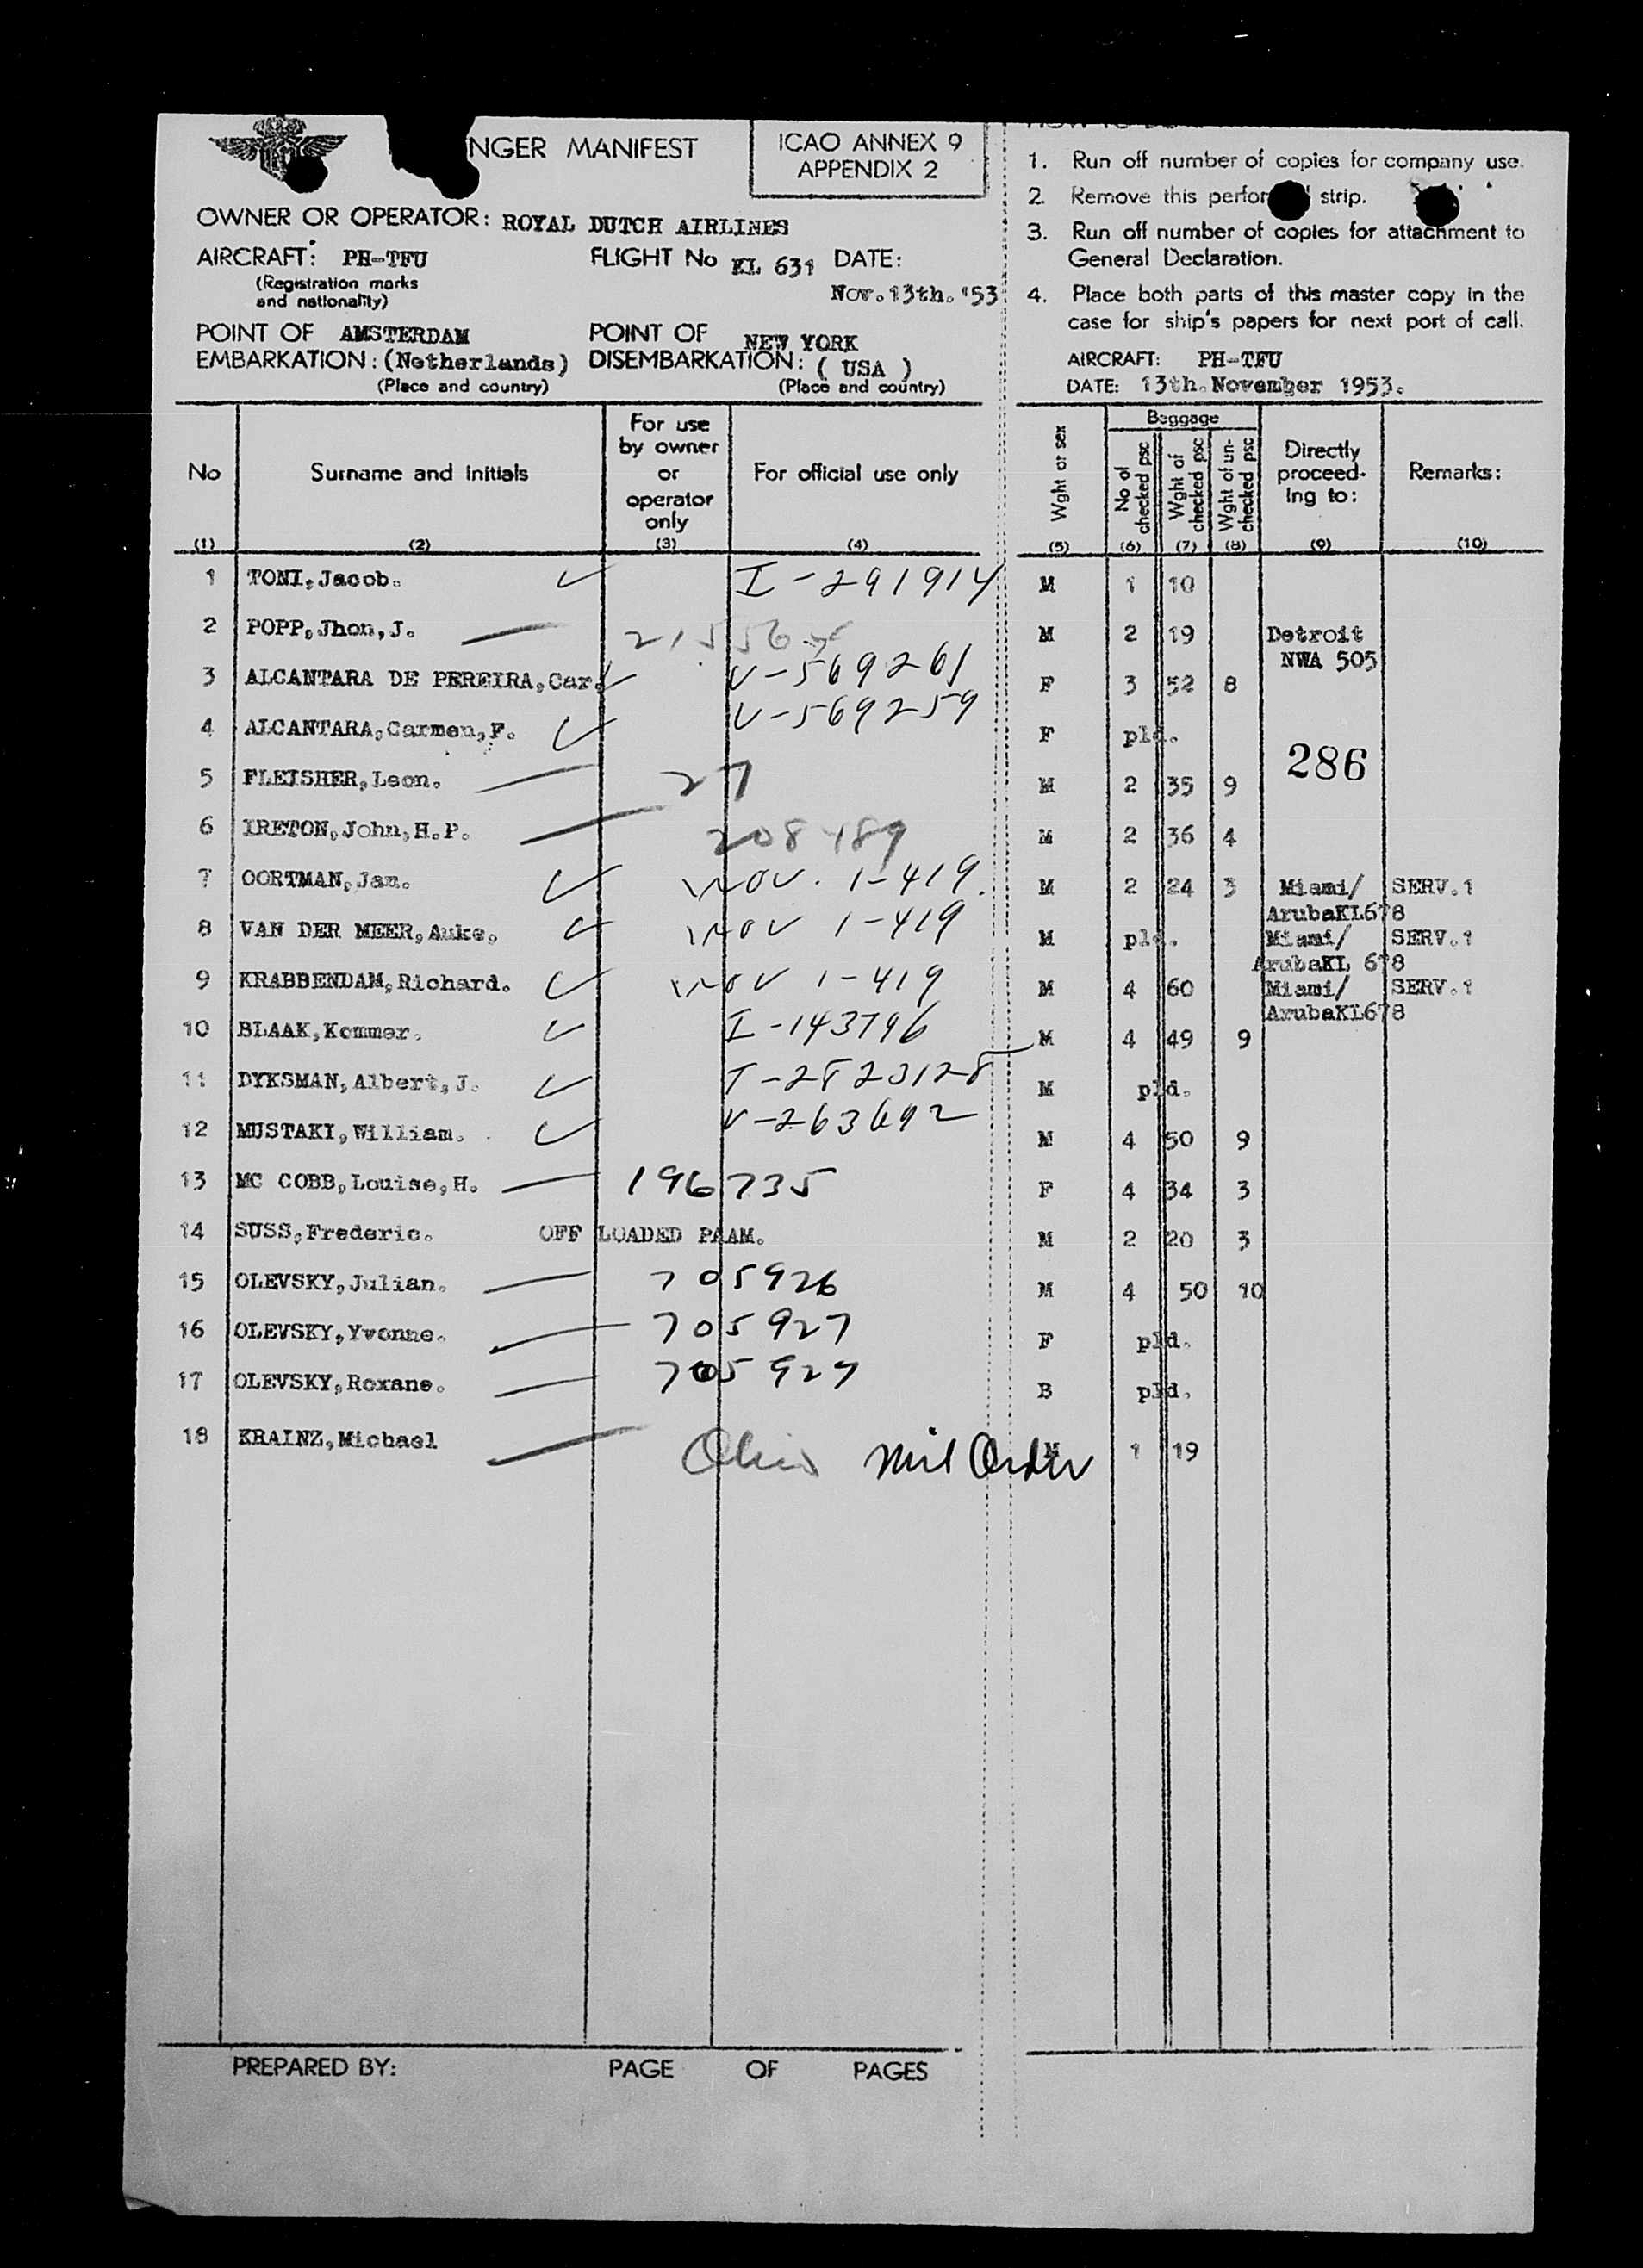 NGER MANIFEST
ICAO ANNEX 9
APPENDIX 2
OWNER OR OPERATOR: ROYAL DUTCH AIRLINES
AIRCRAFT: PH-TFU FLIGHT No KL 631 DATE:
(Registration marks
and nationality)
Nov.13th.'53
POINT OF AMSTERDAM POINT OF NEW YORK
EMBARKATION: (Netherlands) DISEMBARKATION: ( USA )
(Place and country) (Place and country)
1. Run off number of copies for company use.
2. Remove this perfor strip.
3. Run off number of copies for attachment to
General Declaration.
4. Place both parts of this master copy in the
case for ship's papers for next port of call.
AIRCRAFT: PH-TFU
DATE: 13th.November 1953.
No Surname and initials For use by owner or operator only For official use only Wght or sex Baggage No of checked psc Wght of checked psc Wght of un-checked psc Directly proceed-ing to: Remarks:
(1) (2) (3) (4) (5) (6) (7) (8) (9) (10)
1 TONI,Jacob. I-291914 M 1 10
2 POPP,Jhon,J. M 2 19 Detroit
NWA 505
3 ALCANTARA DE PEREIRA,Car. V-569261 F 3 52 8
4 ALCANTARA,Carmen,F. V-569259 F pld.
286
5 FLEISHER,Leon. 27 M 2 35 9
6 IRETON,John,H.P. 208489 M 2 36 4
7 OORTMAN,Jan. NOV. 1-419. M 2 24 3 Miami/ SERV.1
ArubaKL678
8 VAN DER MEER,Auke. NOV 1-419 M pld. Miami/ SERV.1
ArubaKL 678
9 KRABBENDAM,Richard. NOV 1-419 M 4 60 Miami/ SERV.1
ArubaKL678
10 BLAAK,Kommer. I-143796 M 4 49 9
11 DYKSMAN,Albert,J. T-2823128 M pld.
12 MUSTAKI,William. V-263692 M 4 50 9
13 MC COBB,Louise,H. 196735 F 4 34 3
14 SUSS,Frederic. OFF LOADED PAAM. M 2 20 3
15 OLEVSKY,Julian. 705926 M 4 50 10
16 OLEVSKY,Yvonne. 705927 F pld.
17 OLEVSKY,Roxane. 705927 B pld.
18 KRAINZ,Michael Ohio Mil Order M 1 19
PREPARED BY: PAGE OF PAGES